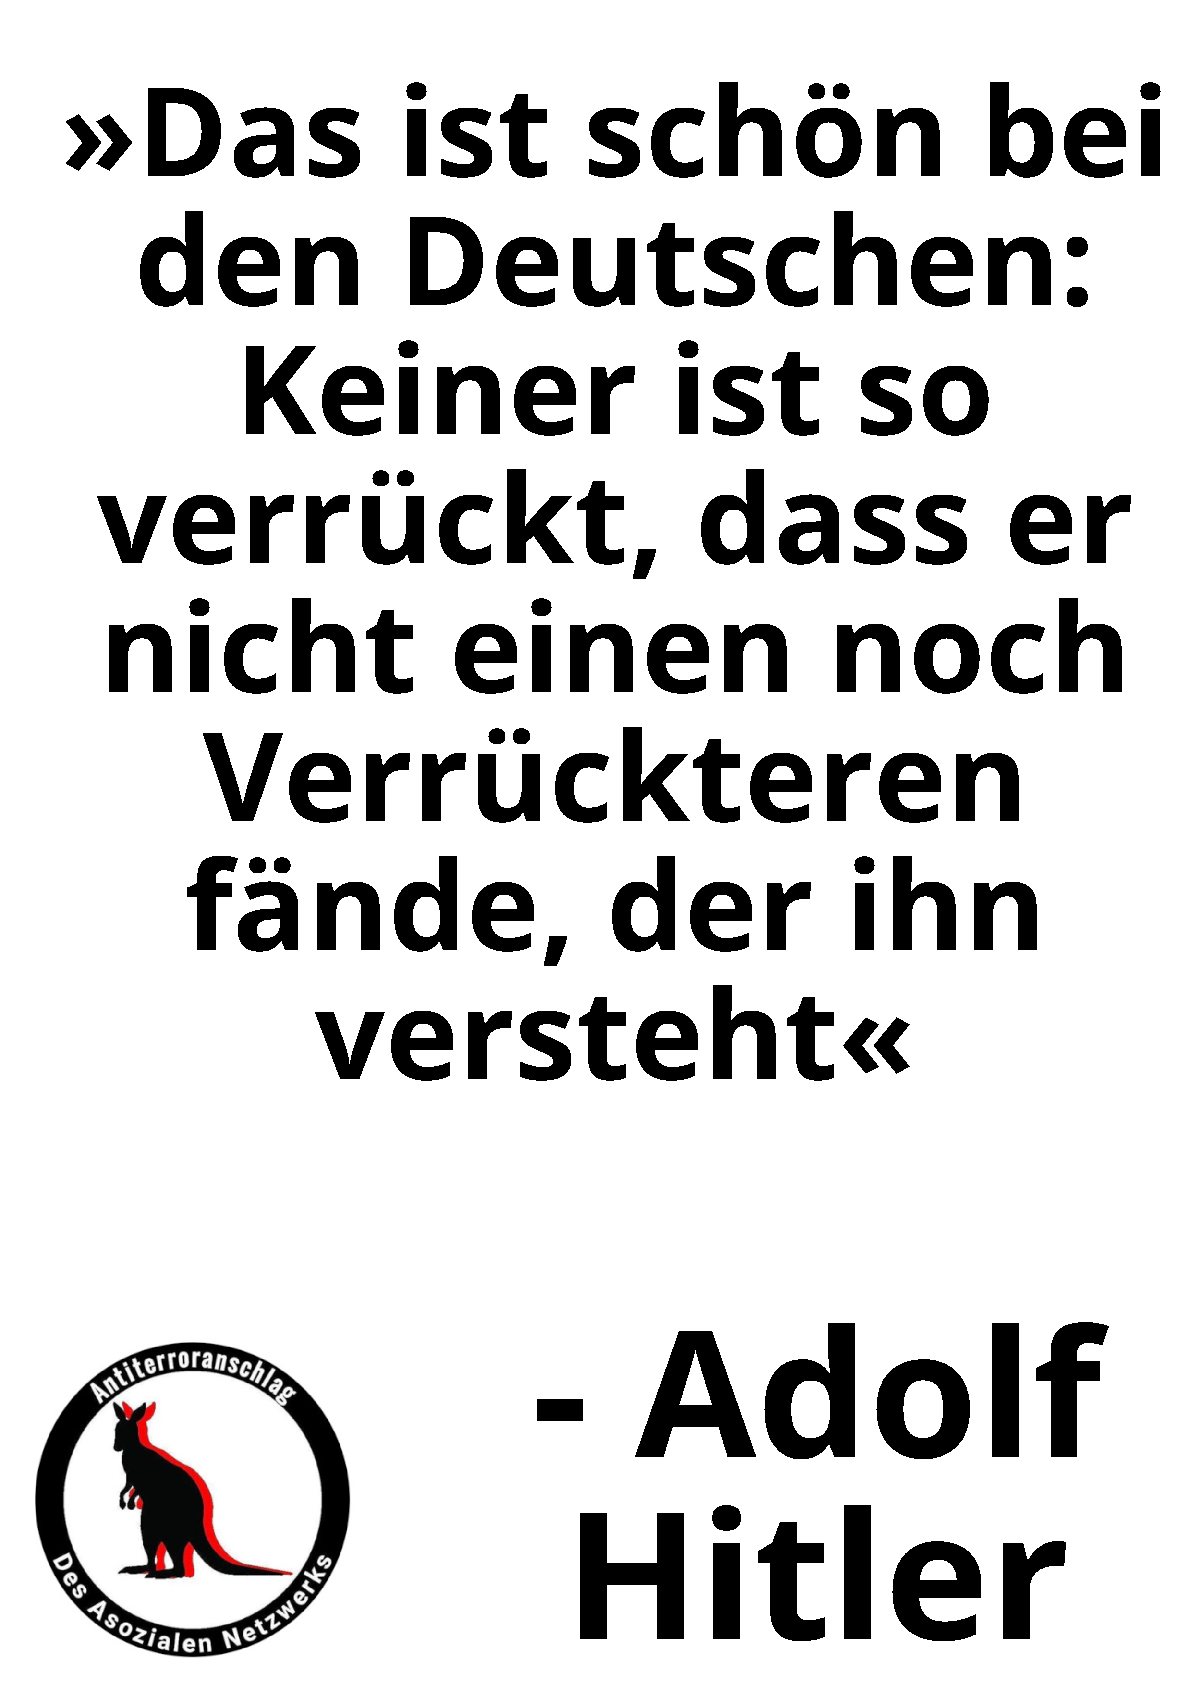 »Das ist schön bei
den Deutschen:
Keiner ist so
verrückt, dass er
nicht einen noch
Verrückteren
fände, der ihn
versteht«
- Adolf
Hitler
Antiterroranschlag
Des Asozialen Netzwerks